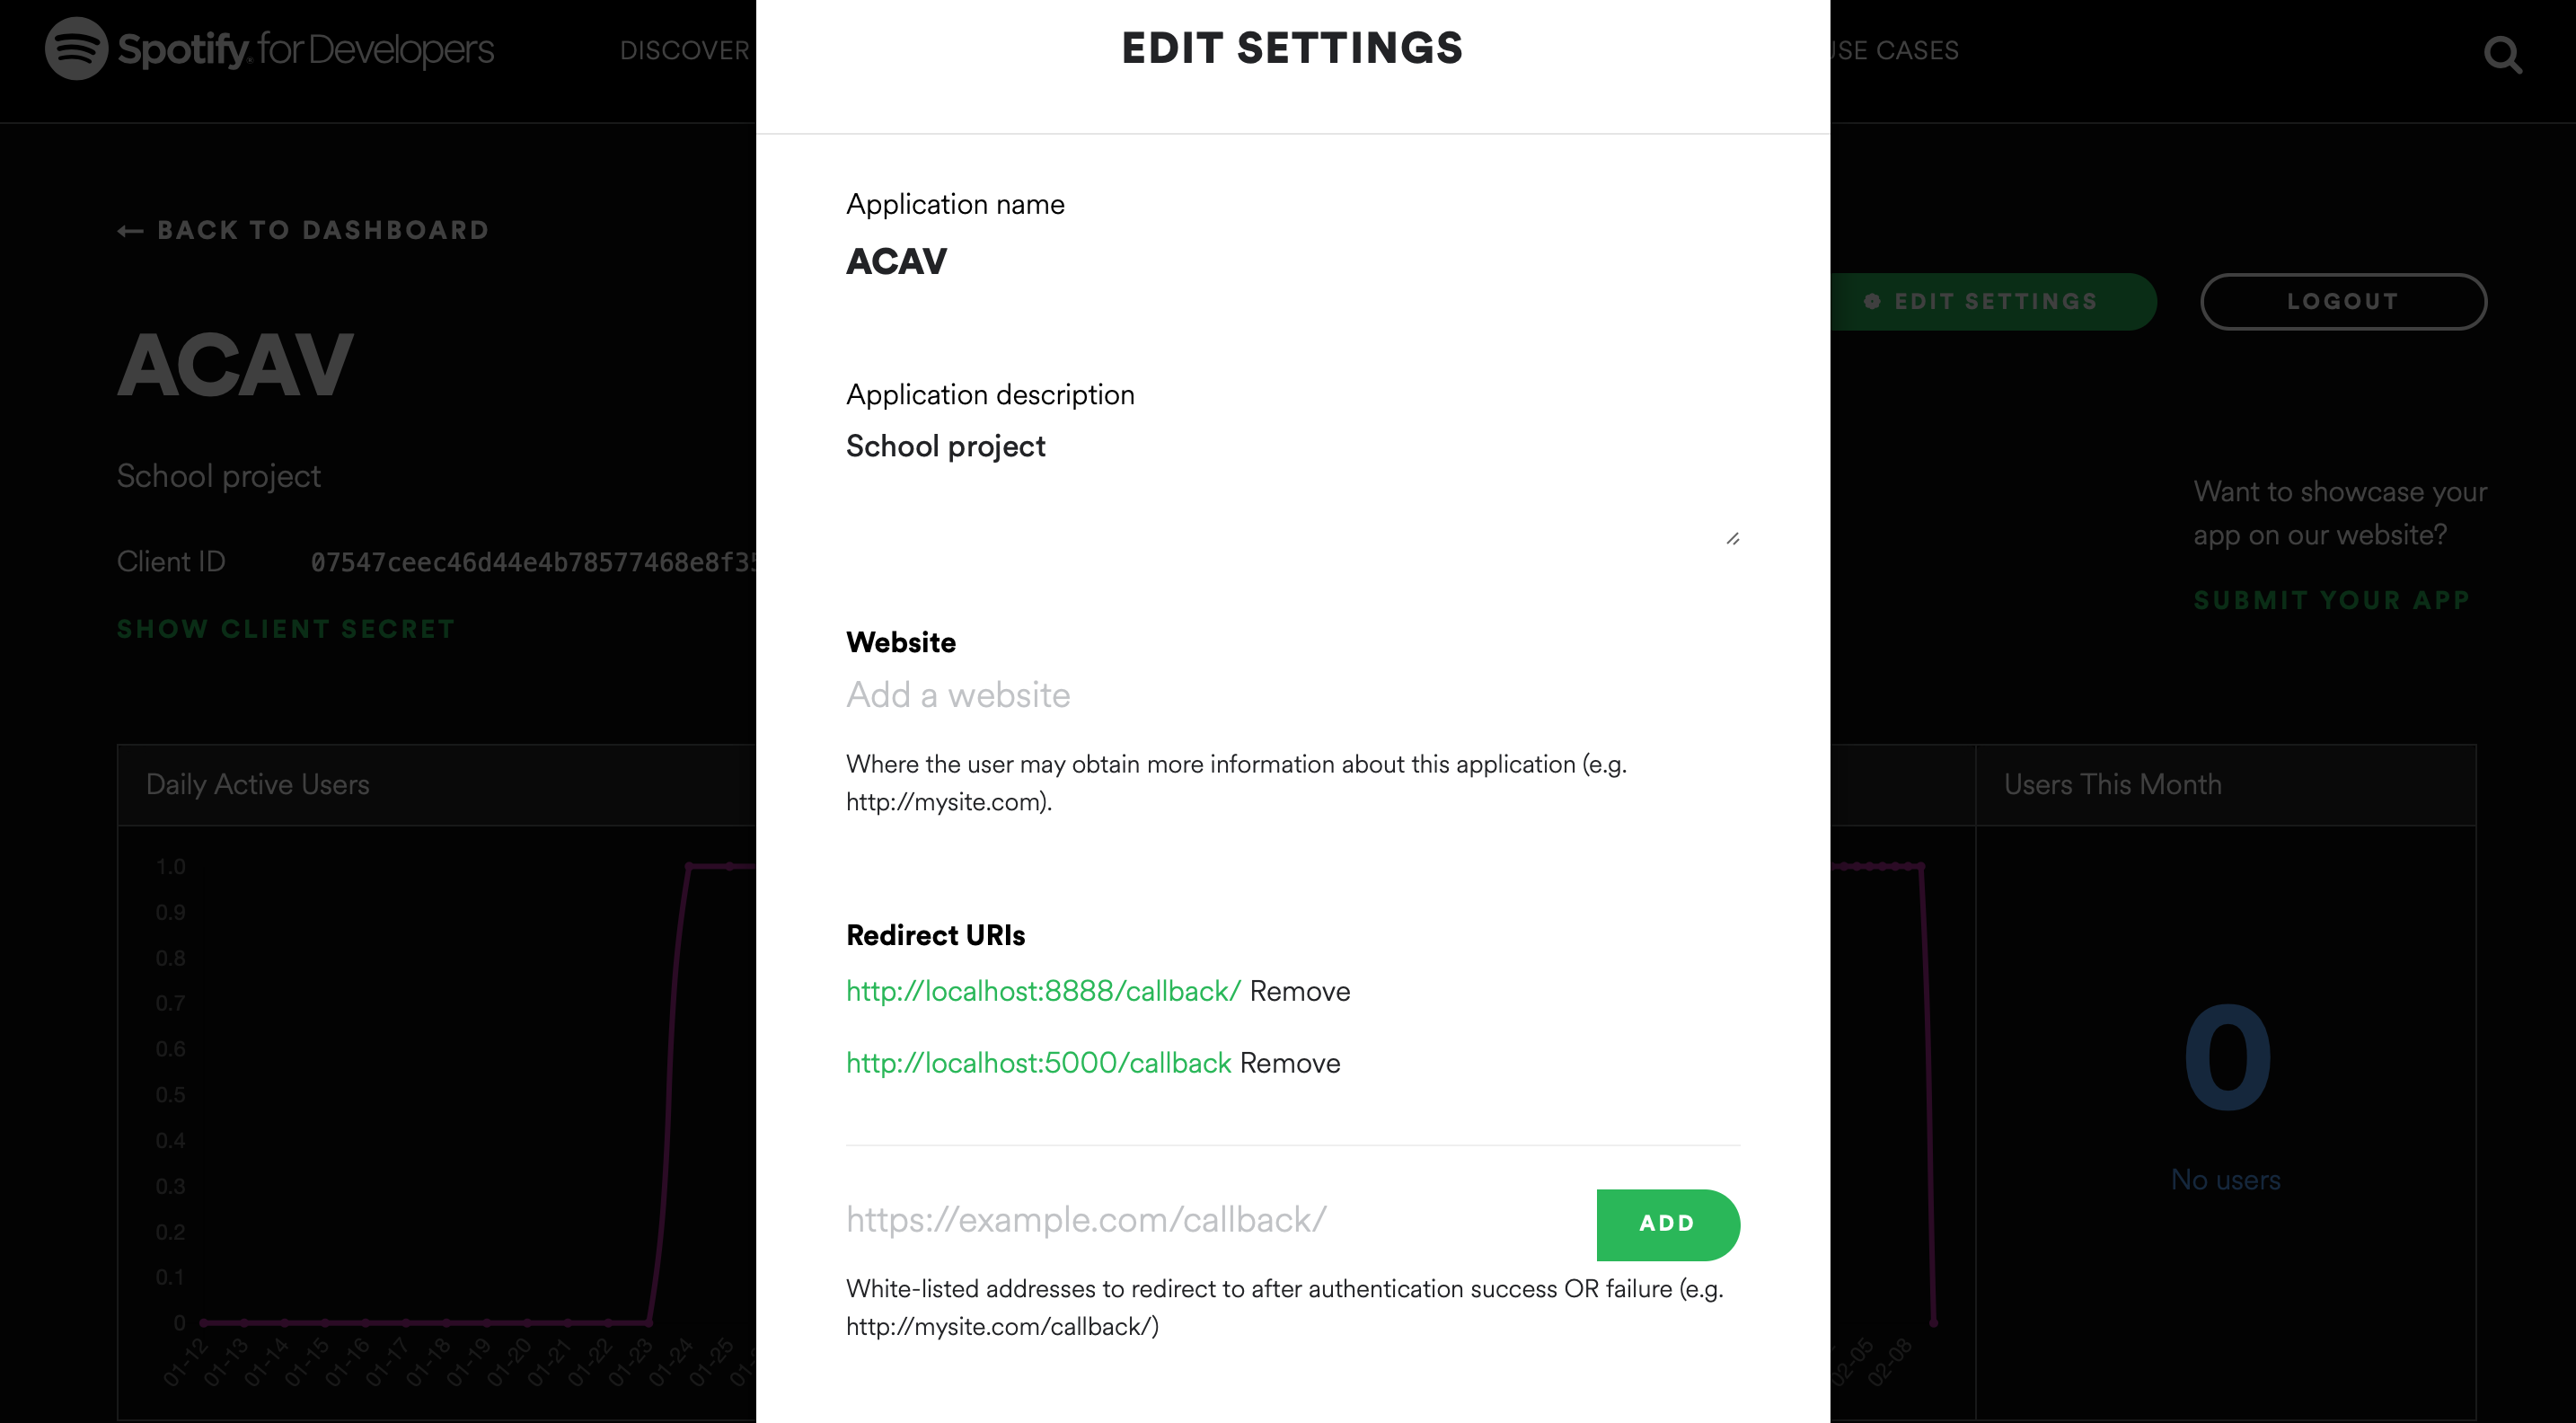 Spotify for Developers
DISCOVER
USE CASES
EDIT SETTINGS
← BACK TO DASHBOARD
ACAV
School project
Client ID 07547ceec46d44e4b78577468e8f35
SHOW CLIENT SECRET
EDIT SETTINGS
LOGOUT
Want to showcase your
app on our website?
SUBMIT YOUR APP
Application name
ACAV
Application description
School project
Website
Add a website
Where the user may obtain more information about this application (e.g.
http://mysite.com).
Redirect URIs
http://localhost:8888/callback/ Remove
http://localhost:5000/callback Remove
https://example.com/callback/
ADD
White-listed addresses to redirect to after authentication success OR failure (e.g.
http://mysite.com/callback/)
Daily Active Users
1.0
0.9
0.8
0.7
0.6
0.5
0.4
0.3
0.2
0.1
0
01-12
01-13
01-14
01-15
01-16
01-17
01-18
01-19
01-20
01-21
01-22
01-23
01-24
01-25
02-05
02-08
Users This Month
0
No users